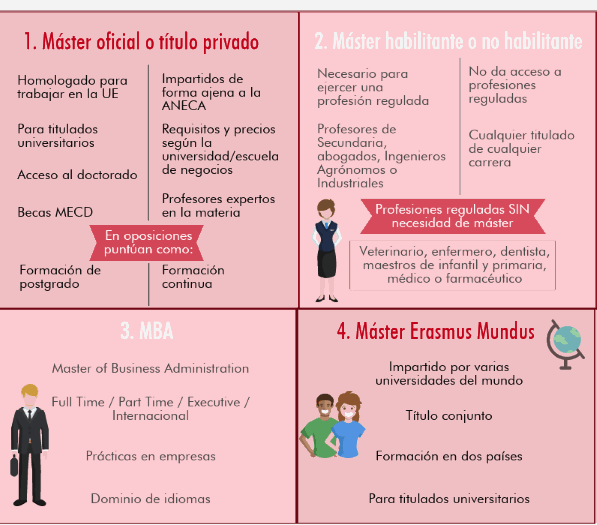 1. Máster oficial o título privado
Homologado para
trabajar en la UE
Para titulados
universitarios
Acceso al doctorado
Becas MECD
Impartidos de
forma ajena a la
ANECA
Requisitos y precios
según la
universidad/escuela
de negocios
Profesores expertos
en la materia
En oposiciones
puntúan como:
Formación de
postgrado
Formación
continua
2. Máster habilitante o no habilitante
Necesario para
ejercer una
profesión regulada
Profesores de
Secundaria,
abogados, Ingenieros
Agrónomos o
Industriales
No da acceso a
profesiones
reguladas
Cualquier titulado
de cualquier
carrera
Profesiones reguladas SIN
necesidad de máster
Veterinario, enfermero, dentista,
maestros de infantil y primaria,
médico o farmacéutico
3. MBA
Master of Business Administration
Full Time / Part Time / Executive /
Internacional
Prácticas en empresas
Dominio de idiomas
4. Máster Erasmus Mundus
Impartido por varias
universidades del mundo
Título conjunto
Formación en dos países
Para titulados universitarios